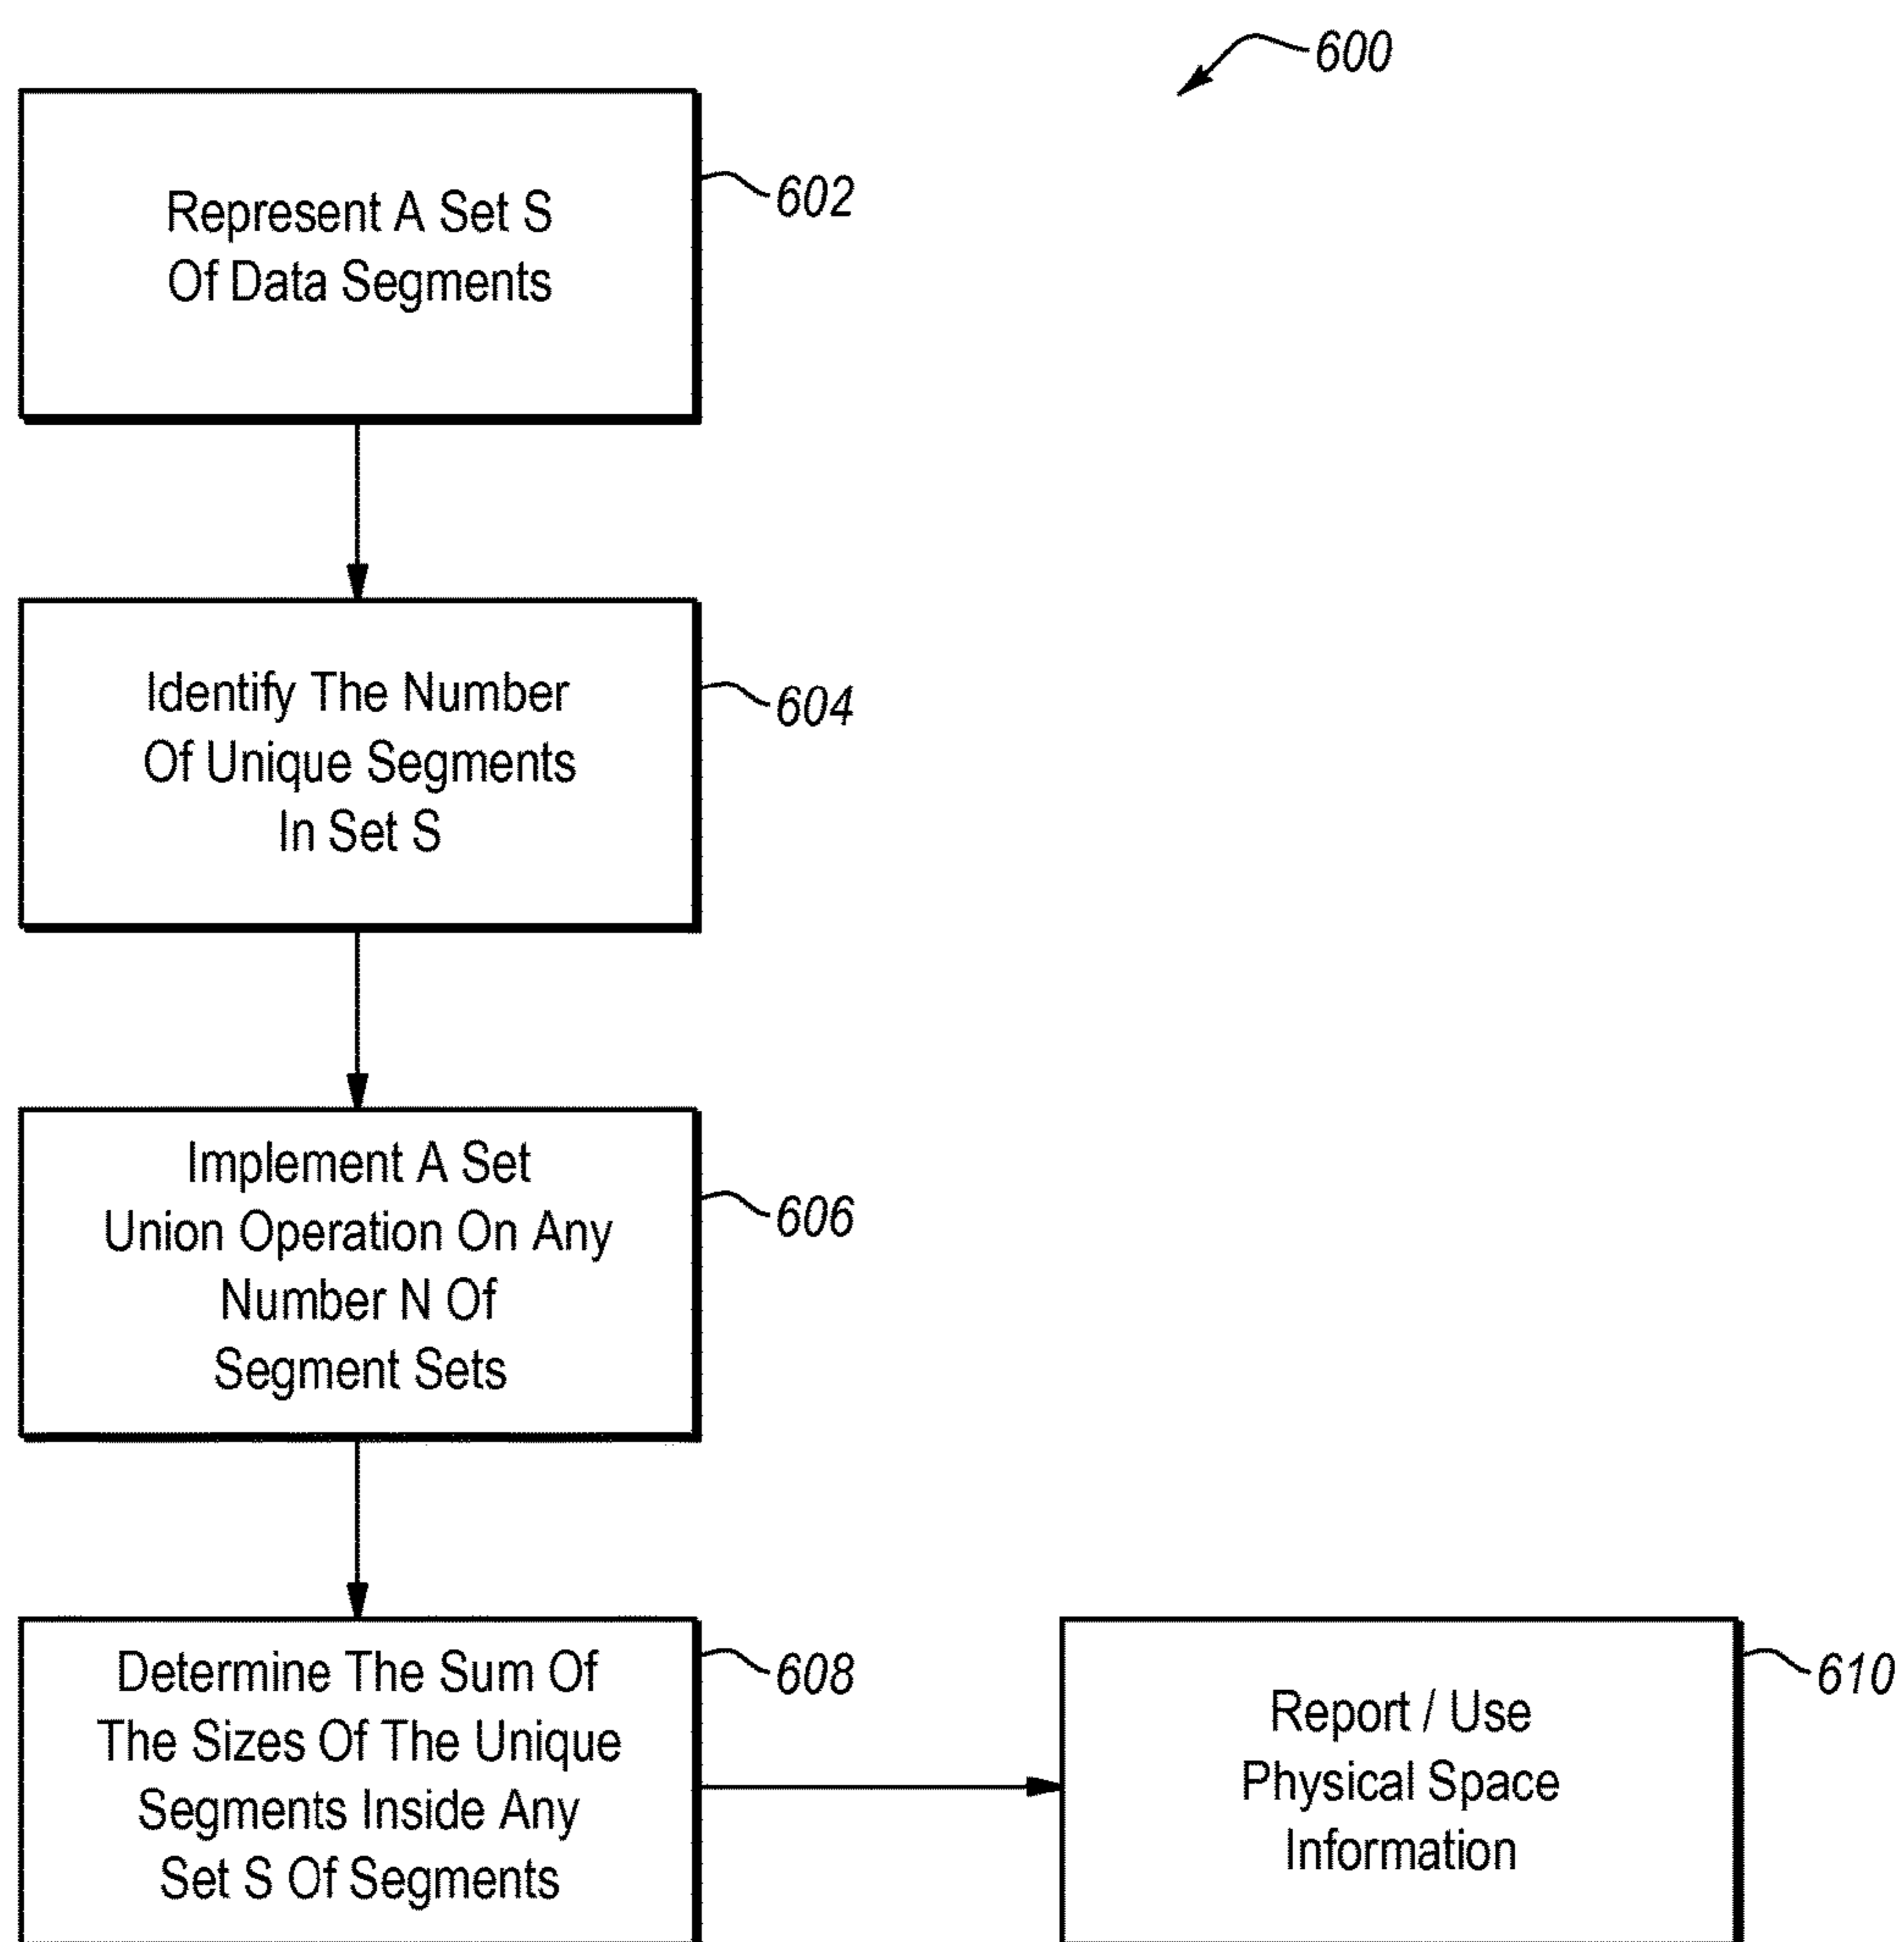 600
Represent A Set S
Of Data Segments
602
Identify The Number
Of Unique Segments
In Set S
604
Implement A Set
Union Operation On Any
Number N Of
Segment Sets
606
Determine The Sum Of
The Sizes Of The Unique
Segments Inside Any
Set S Of Segments
608
Report / Use
Physical Space
Information
610